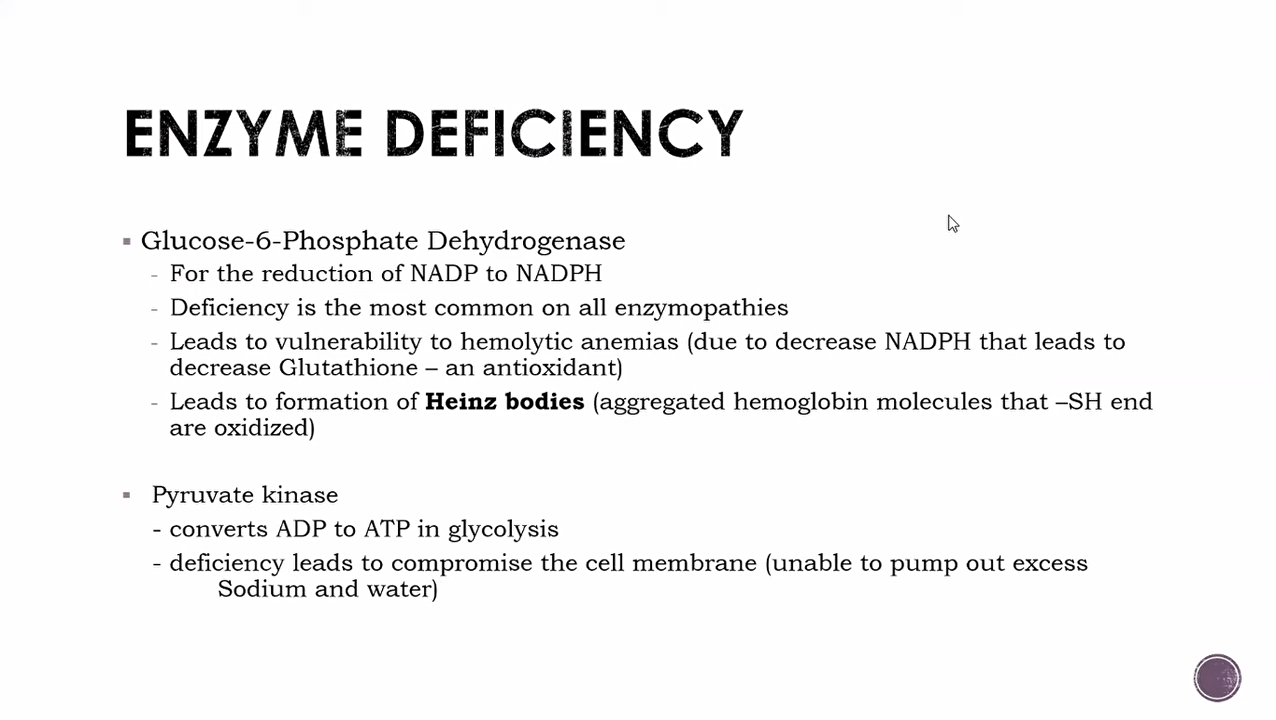 ENZYME DEFICIENCY
▪ Glucose-6-Phosphate Dehydrogenase
- For the reduction of NADP to NADPH
- Deficiency is the most common on all enzymopathies
- Leads to vulnerability to hemolytic anemias (due to decrease NADPH that leads to
decrease Glutathione – an antioxidant)
- Leads to formation of Heinz bodies (aggregated hemoglobin molecules that –SH end
are oxidized)
▪ Pyruvate kinase
- converts ADP to ATP in glycolysis
- deficiency leads to compromise the cell membrane (unable to pump out excess
Sodium and water)